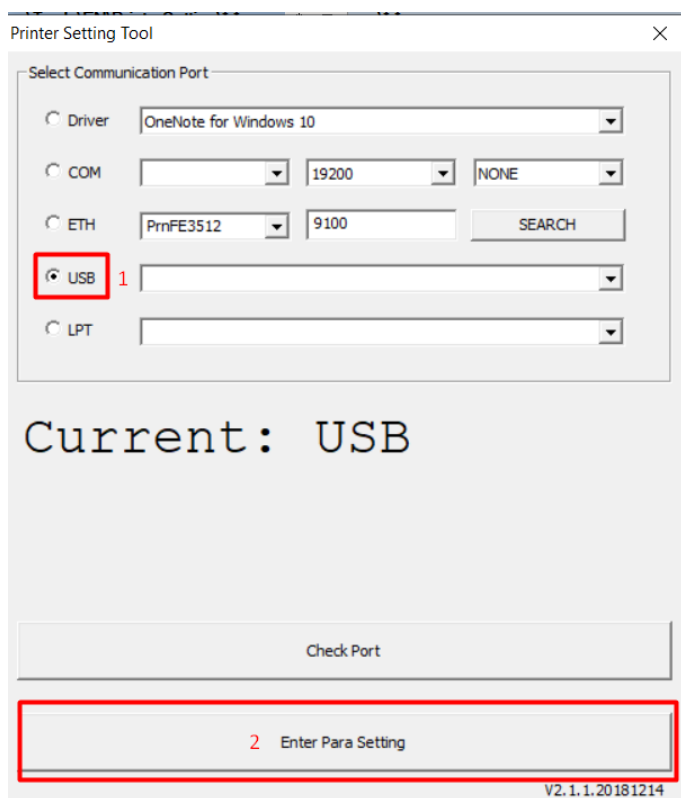 Printer Setting Tool
Select Communication Port
Driver OneNote for Windows 10
COM 19200 NONE
ETH PrnFE3512 9100 SEARCH
USB 1
LPT
Current: USB
Check Port
2 Enter Para Setting
V2.1.1.20181214